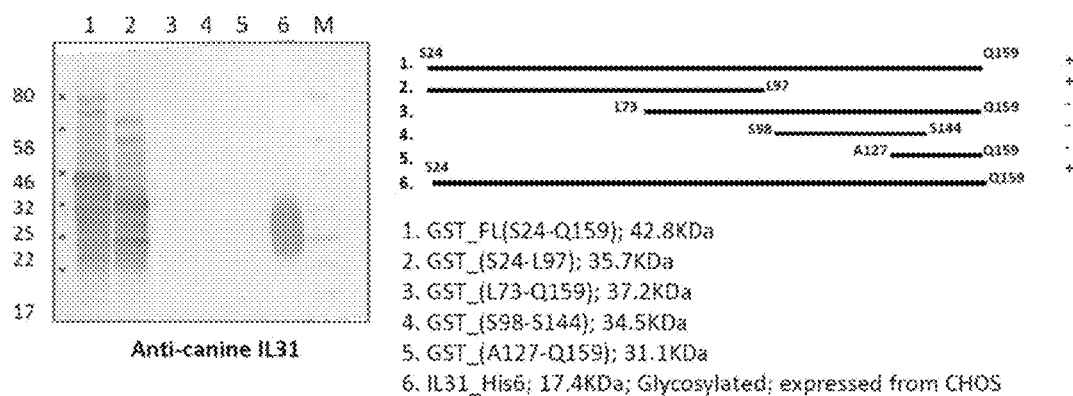 1 2 3 4 5 6 M
80
58
46
32
25
22
17
Anti-canine IL31
S24 Q159
1. +
2. L97 +
3. L73 Q159 -
4. S98 S144 -
5. A127 Q159 -
S24
6. Q159 +
1. GST_FL(S24-Q159); 42.8KDa
2. GST_(S24-L97); 35.7KDa
3. GST_(L73-Q159); 37.2KDa
4. GST_(S98-S144); 34.5KDa
5. GST_(A127-Q159); 31.1KDa
6. IL31_His6; 17.4KDa; Glycosylated; expressed from CHOS